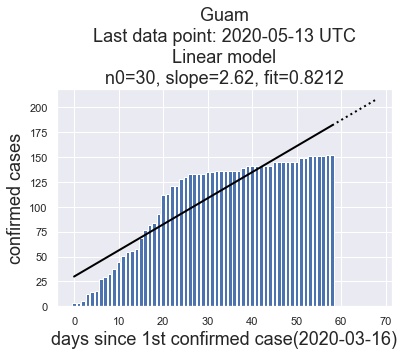 Guam
Last data point: 2020-05-13 UTC
Linear model
n0=30, slope=2.62, fit=0.8212
confirmed cases
200
175
150
125
100
75
50
25
0
0 10 20 30 40 50 60 70
days since 1st confirmed case(2020-03-16)